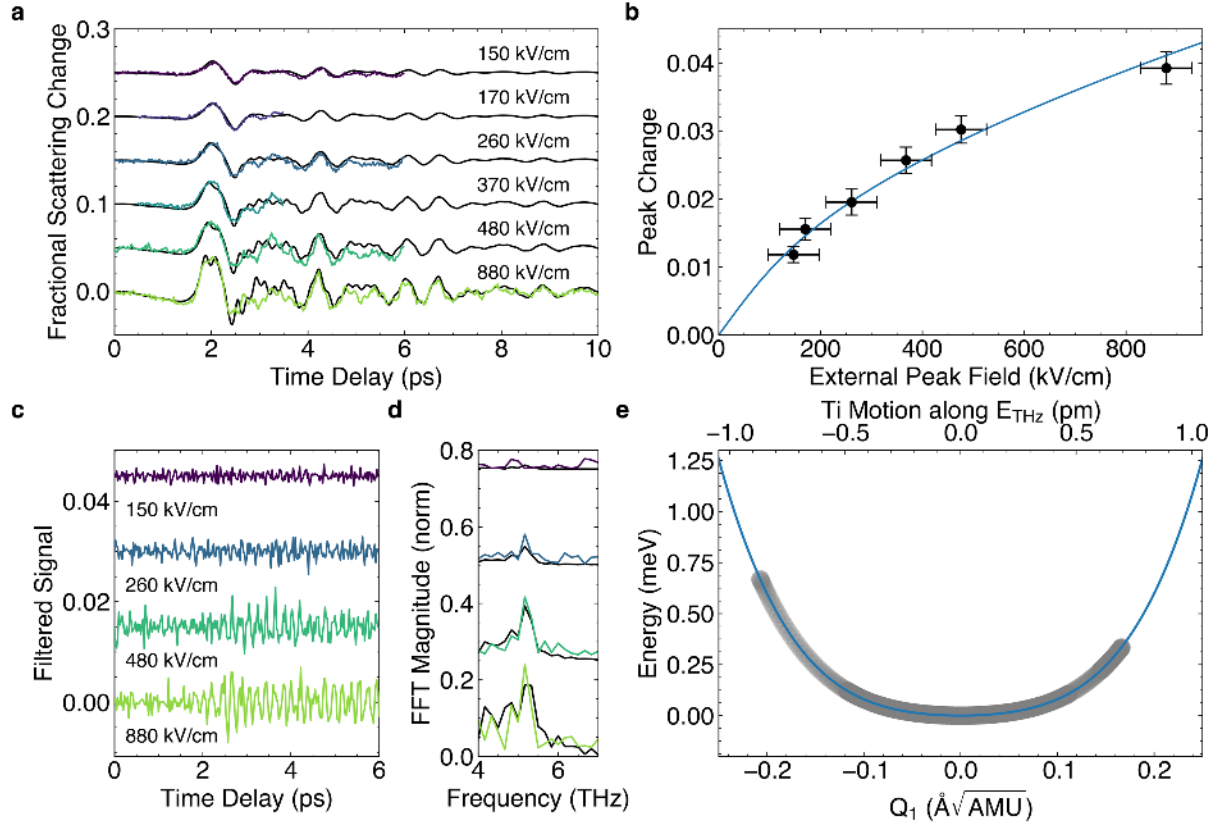 a
0.3
0.2
0.1
0.0
Fractional Scattering Change
150 kV/cm
170 kV/cm
260 kV/cm
370 kV/cm
480 kV/cm
880 kV/cm
0 2 4 6 8 10
Time Delay (ps)
b
0.04
0.03
0.02
0.01
0.00
Peak Change
0 200 400 600 800
External Peak Field (kV/cm)
c
0.04
0.02
0.00
Filtered Signal
150 kV/cm
260 kV/cm
480 kV/cm
880 kV/cm
0 2 4 6
Time Delay (ps)
d
0.8
0.6
0.4
0.2
0.0
FFT Magnitude (norm)
4 6
Frequency (THz)
e
Ti Motion along E_THz (pm)
−1.0 −0.5 0.0 0.5 1.0
1.25
1.00
0.75
0.50
0.25
0.00
Energy (meV)
−0.2 −0.1 0.0 0.1 0.2
Q₁ (Å√AMU)